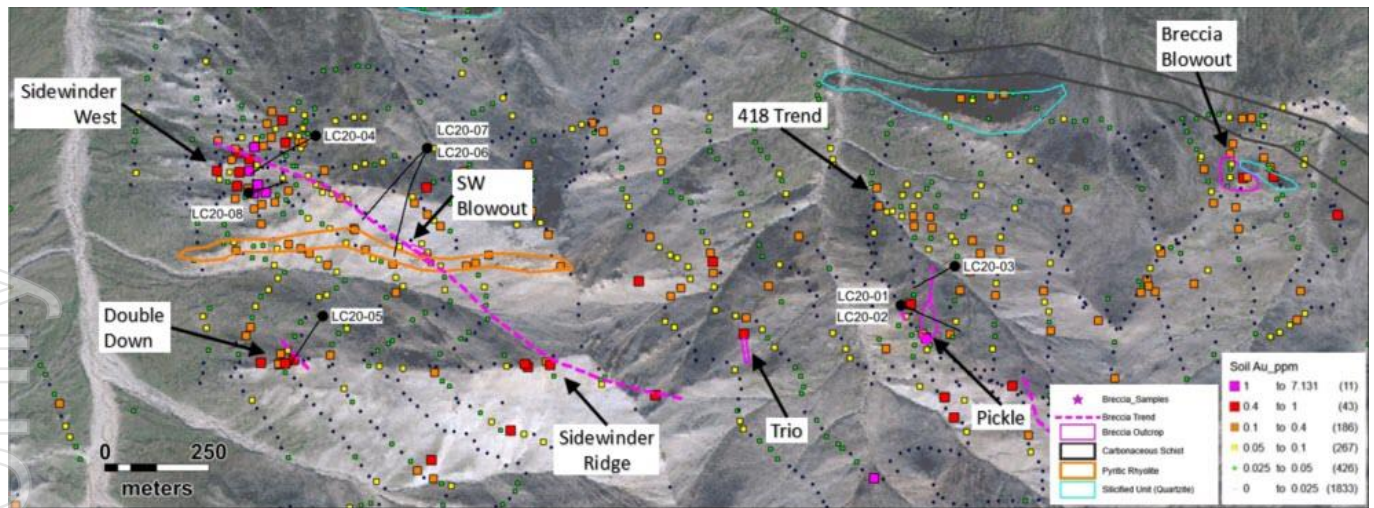 Sidewinder
West
LC20-04
LC20-07
LC20-06
SW
Blowout
LC20-08
418 Trend
Breccia
Blowout
LC20-03
LC20-01
LC20-02
Double
Down
LC20-05
0 250
meters
Sidewinder
Ridge
Trio
Pickle
Breccia_Samples
Breccia Trend
Breccia Outcrop
Carbonaceous Schist
Pyritic Rhyolite
Silicified Unit (Quartzite)
Soil Au_ppm
1 to 7.131 (11)
0.4 to 1 (43)
0.1 to 0.4 (186)
0.05 to 0.1 (267)
0.025 to 0.05 (426)
0 to 0.025 (1833)